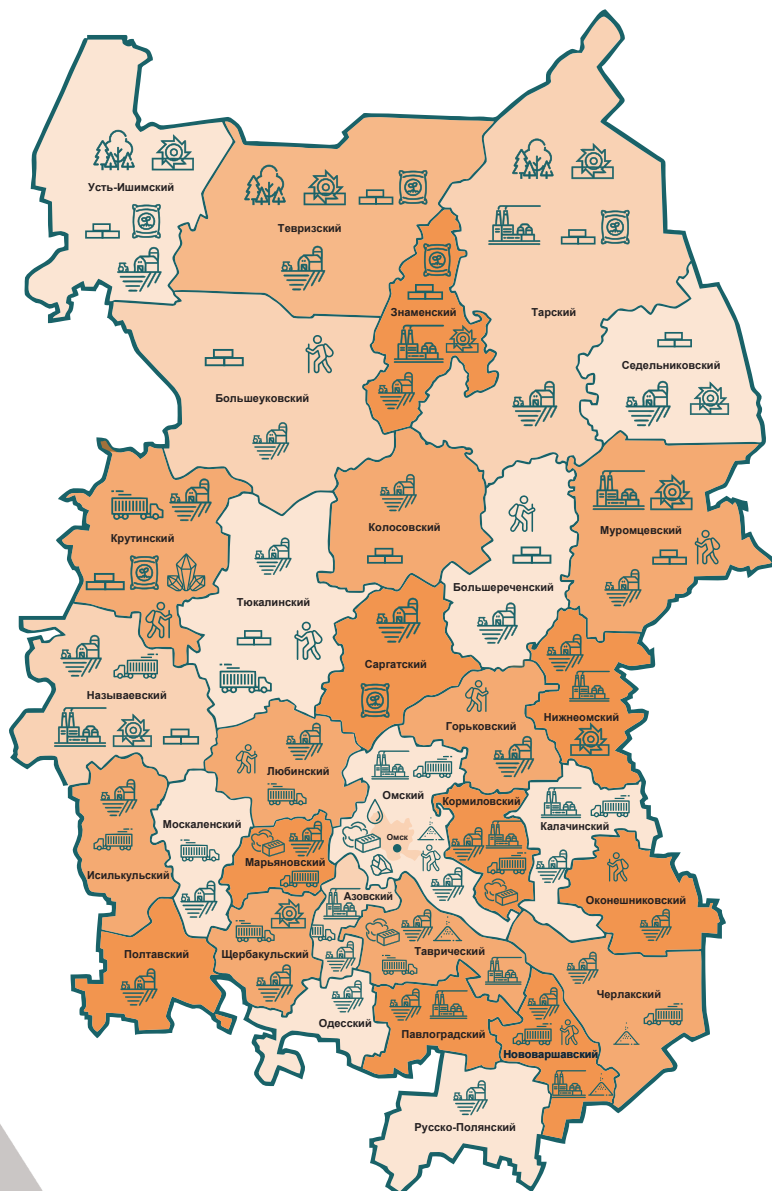 Усть-Ишимский
Тевризский
Знаменский
Тарский
Седельниковский
Большеуковский
Крутинский
Колосовский
Муромцевский
Тюкалинский
Большереченский
Саргатский
Называевский
Горьковский
Нижнеомский
Любинский
Омский
Кормиловский
Москаленский
Калачинский
Омск
Марьяновский
Исилькульский
Азовский
Оконешниковский
Полтавский
Щербакульский
Таврический
Черлакский
Одесский
Павлоградский
Нововаршавский
Русско-Полянский